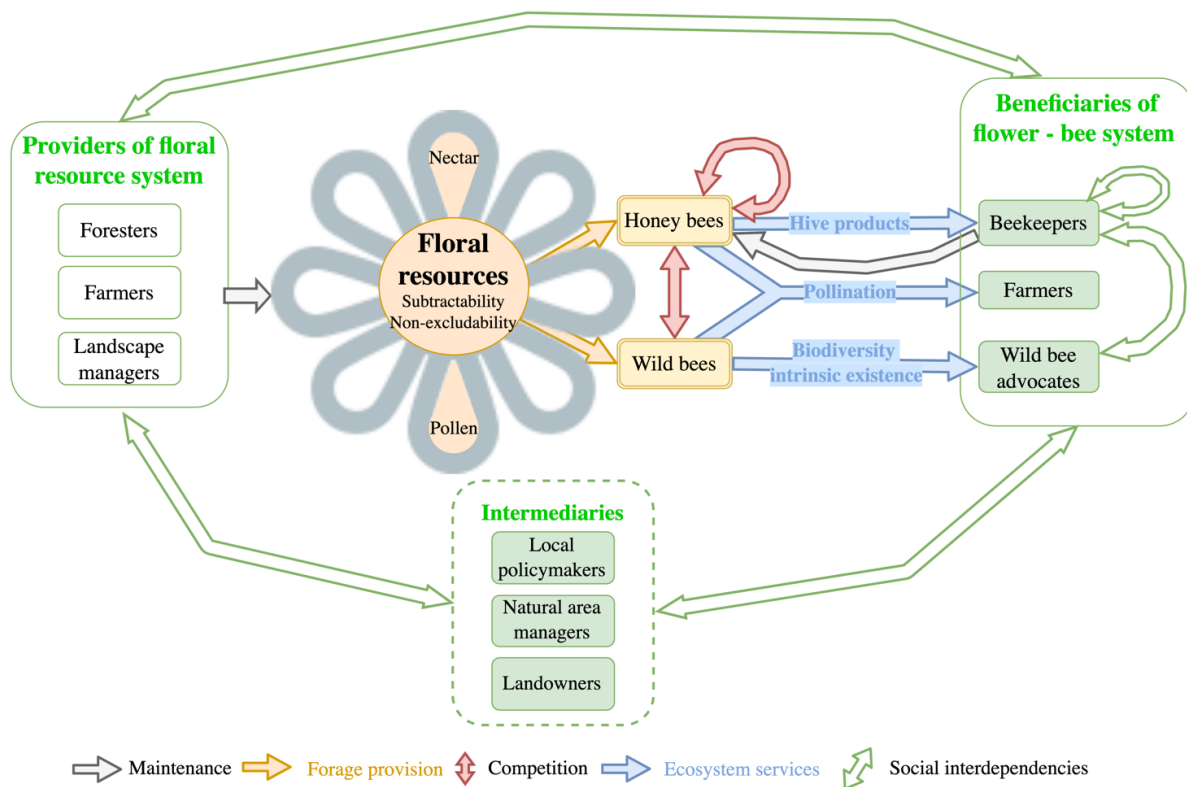 Providers of floral
resource system
Foresters
Farmers
Landscape
managers
Nectar
Floral
resources
Subtractability
Non-excludability
Pollen
Honey bees
Wild bees
Hive products
Pollination
Biodiversity
intrinsic existence
Beneficiaries of
flower - bee system
Beekeepers
Farmers
Wild bee
advocates
Intermediaries
Local
policymakers
Natural area
managers
Landowners
Maintenance
Forage provision
Competition
Ecosystem services
Social interdependencies